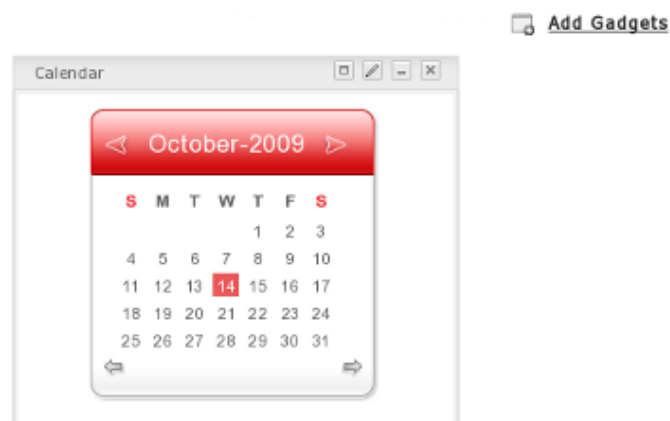 Add Gadgets
Calendar
October-2009
S M T W T F S
1 2 3
4 5 6 7 8 9 10
11 12 13 14 15 16 17
18 19 20 21 22 23 24
25 26 27 28 29 30 31